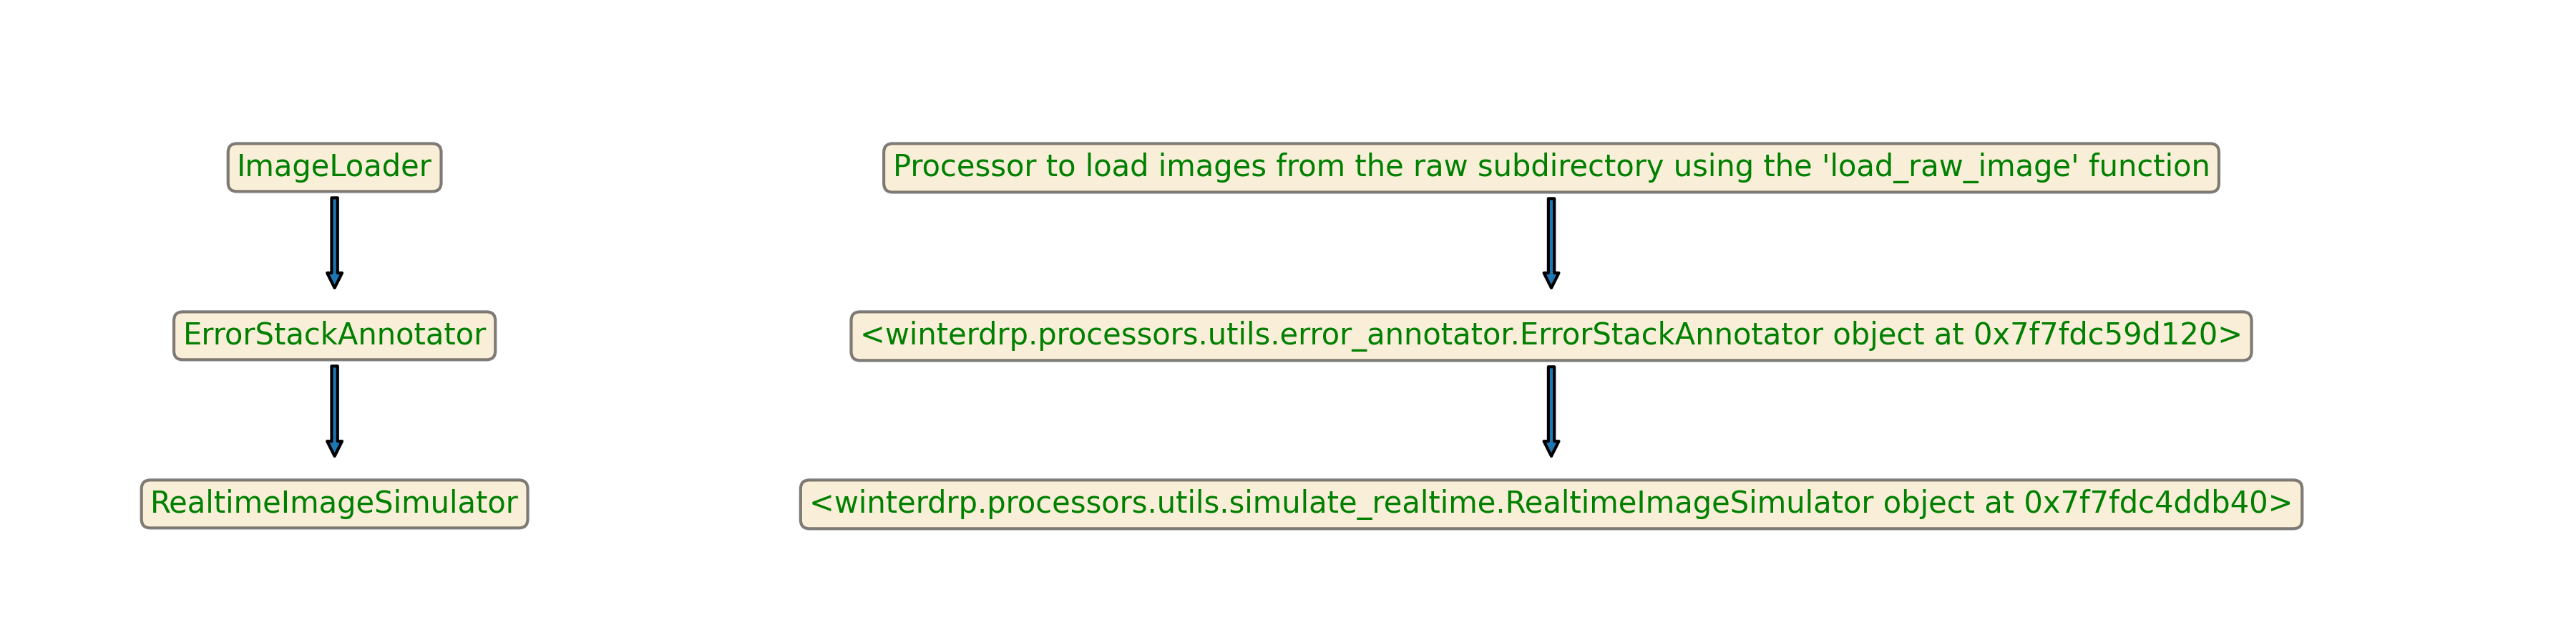 ImageLoader
Processor to load images from the raw subdirectory using the 'load_raw_image' function
ErrorStackAnnotator
<winterdrp.processors.utils.error_annotator.ErrorStackAnnotator object at 0x7f7fdc59d120>
RealtimeImageSimulator
<winterdrp.processors.utils.simulate_realtime.RealtimeImageSimulator object at 0x7f7fdc4ddb40>